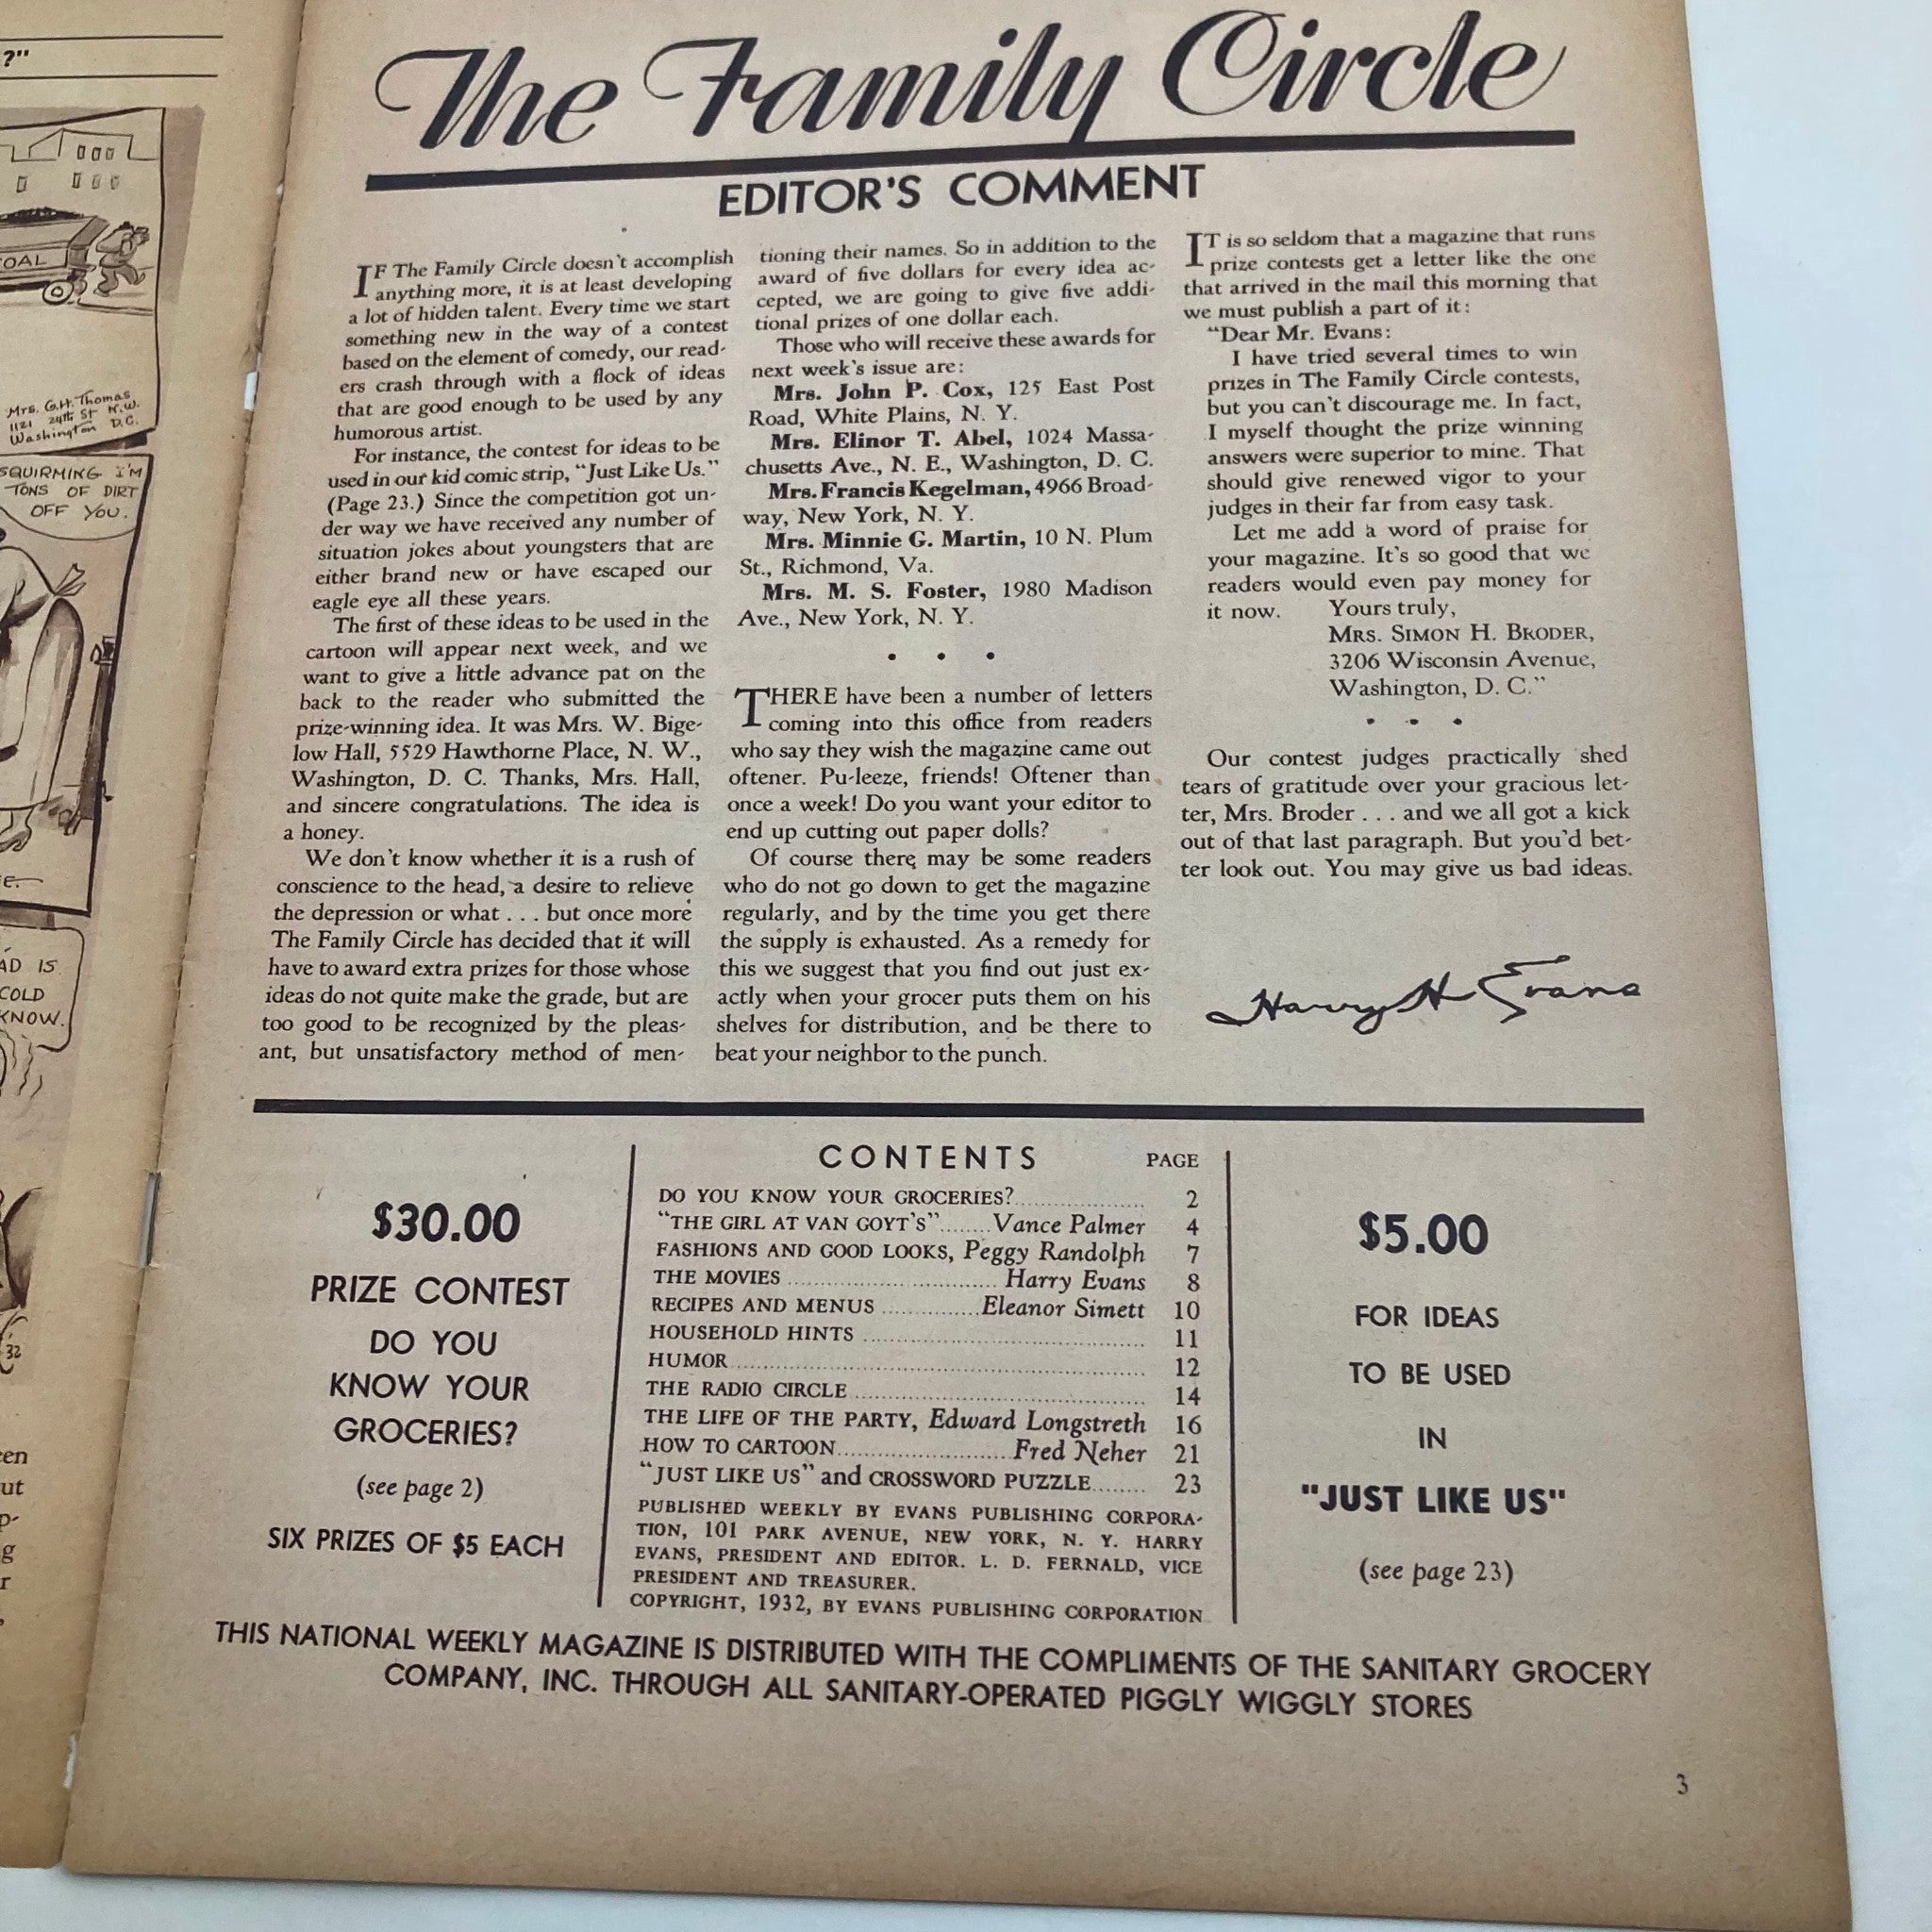 ?"
COAL
Mrs. G.H. Thomas
1121 24th St N.W.
Washington D.C.
SQUIRMING I'M
TONS OF DIRT
OFF YOU.
IS
COLD
KNOW.
32
The Family Circle
EDITOR'S COMMENT
IF The Family Circle doesn't accomplish
anything more, it is at least developing
a lot of hidden talent. Every time we start
something new in the way of a contest
based on the element of comedy, our read-
ers crash through with a flock of ideas
that are good enough to be used by any
humorous artist.
For instance, the contest for ideas to be
used in our kid comic strip, "Just Like Us."
(Page 23.) Since the competition got un-
der way we have received any number of
situation jokes about youngsters that are
either brand new or have escaped our
eagle eye all these years.
The first of these ideas to be used in the
cartoon will appear next week, and we
want to give a little advance pat on the
back to the reader who submitted the
prize-winning idea. It was Mrs. W. Bige-
low Hall, 5529 Hawthorne Place, N. W.,
Washington, D. C. Thanks, Mrs. Hall,
and sincere congratulations. The idea is
a honey.
We don't know whether it is a rush of
conscience to the head, a desire to relieve
the depression or what . . . but once more
The Family Circle has decided that it will
have to award extra prizes for those whose
ideas do not quite make the grade, but are
too good to be recognized by the pleas-
ant, but unsatisfactory method of men-
tioning their names. So in addition to the
award of five dollars for every idea ac-
cepted, we are going to give five addi-
tional prizes of one dollar each.
Those who will receive these awards for
next week's issue are:
Mrs. John P. Cox, 125 East Post
Road, White Plains, N. Y.
Mrs. Elinor T. Abel, 1024 Massa-
chusetts Ave., N. E., Washington, D. C.
Mrs. Francis Kegelman, 4966 Broad-
way, New York, N. Y.
Mrs. Minnie G. Martin, 10 N. Plum
St., Richmond, Va.
Mrs. M. S. Foster, 1980 Madison
Ave., New York, N. Y.
• • •
THERE have been a number of letters
coming into this office from readers
who say they wish the magazine came out
oftener. Pu-leeze, friends! Oftener than
once a week! Do you want your editor to
end up cutting out paper dolls?
Of course there may be some readers
who do not go down to get the magazine
regularly, and by the time you get there
the supply is exhausted. As a remedy for
this we suggest that you find out just ex-
actly when your grocer puts them on his
shelves for distribution, and be there to
beat your neighbor to the punch.
IT is so seldom that a magazine that runs
prize contests get a letter like the one
that arrived in the mail this morning that
we must publish a part of it:
"Dear Mr. Evans:
I have tried several times to win
prizes in The Family Circle contests,
but you can't discourage me. In fact,
I myself thought the prize winning
answers were superior to mine. That
should give renewed vigor to your
judges in their far from easy task.
Let me add a word of praise for
your magazine. It's so good that we
readers would even pay money for
it now. Yours truly,
MRS. SIMON H. BRODER,
3206 Wisconsin Avenue,
Washington, D. C."
• • •
Our contest judges practically shed
tears of gratitude over your gracious let-
ter, Mrs. Broder . . . and we all got a kick
out of that last paragraph. But you'd bet-
ter look out. You may give us bad ideas.
Harry H Evans
$30.00
PRIZE CONTEST
DO YOU
KNOW YOUR
GROCERIES?
(see page 2)
SIX PRIZES OF $5 EACH
CONTENTS PAGE
DO YOU KNOW YOUR GROCERIES? 2
"THE GIRL AT VAN GOYT'S" Vance Palmer 4
FASHIONS AND GOOD LOOKS, Peggy Randolph 7
THE MOVIES Harry Evans 8
RECIPES AND MENUS Eleanor Simett 10
HOUSEHOLD HINTS 11
HUMOR 12
THE RADIO CIRCLE 14
THE LIFE OF THE PARTY, Edward Longstreth 16
HOW TO CARTOON Fred Neher 21
"JUST LIKE US" and CROSSWORD PUZZLE 23
PUBLISHED WEEKLY BY EVANS PUBLISHING CORPORA-
TION, 101 PARK AVENUE, NEW YORK, N. Y. HARRY
EVANS, PRESIDENT AND EDITOR. L. D. FERNALD, VICE
PRESIDENT AND TREASURER.
COPYRIGHT, 1932, BY EVANS PUBLISHING CORPORATION
$5.00
FOR IDEAS
TO BE USED
IN
"JUST LIKE US"
(see page 23)
THIS NATIONAL WEEKLY MAGAZINE IS DISTRIBUTED WITH THE COMPLIMENTS OF THE SANITARY GROCERY
COMPANY, INC. THROUGH ALL SANITARY-OPERATED PIGGLY WIGGLY STORES
3